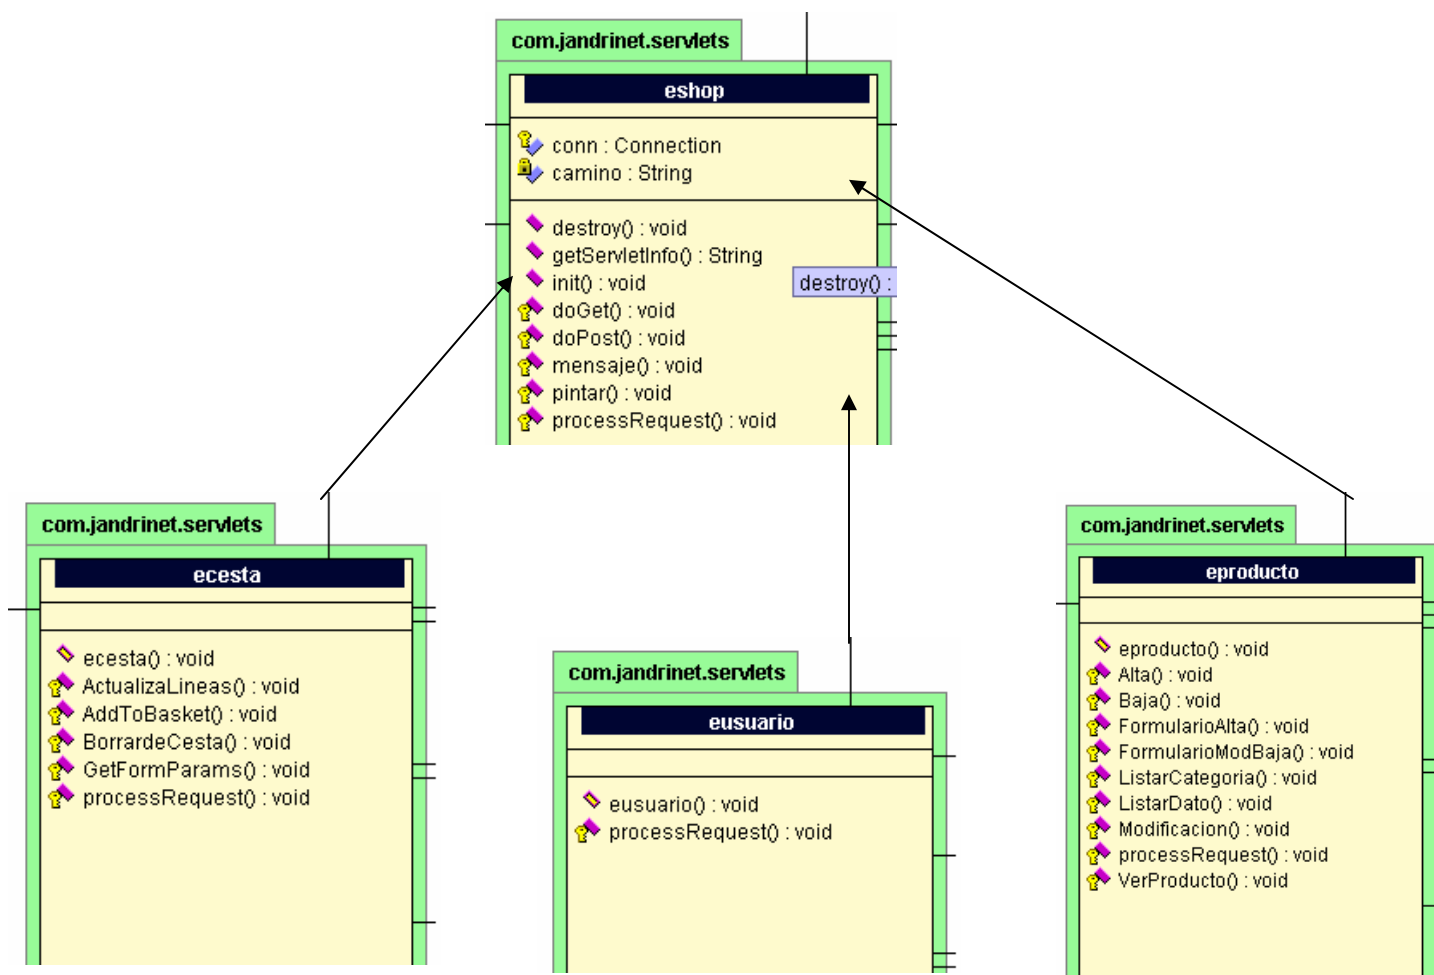 com.jandrinet.servlets
eshop
conn : Connection
camino : String
destroy() : void
getServletInfo() : String
init() : void
destroy() :
doGet() : void
doPost() : void
mensaje() : void
pintar() : void
processRequest() : void
com.jandrinet.servlets
ecesta
ecesta() : void
ActualizaLineas() : void
AddToBasket() : void
BorrardeCesta() : void
GetFormParams() : void
processRequest() : void
com.jandrinet.servlets
eusuario
eusuario() : void
processRequest() : void
com.jandrinet.servlets
eproducto
eproducto() : void
Alta() : void
Baja() : void
FormularioAlta() : void
FormularioModBaja() : void
ListarCategoria() : void
ListarDato() : void
Modificacion() : void
processRequest() : void
VerProducto() : void